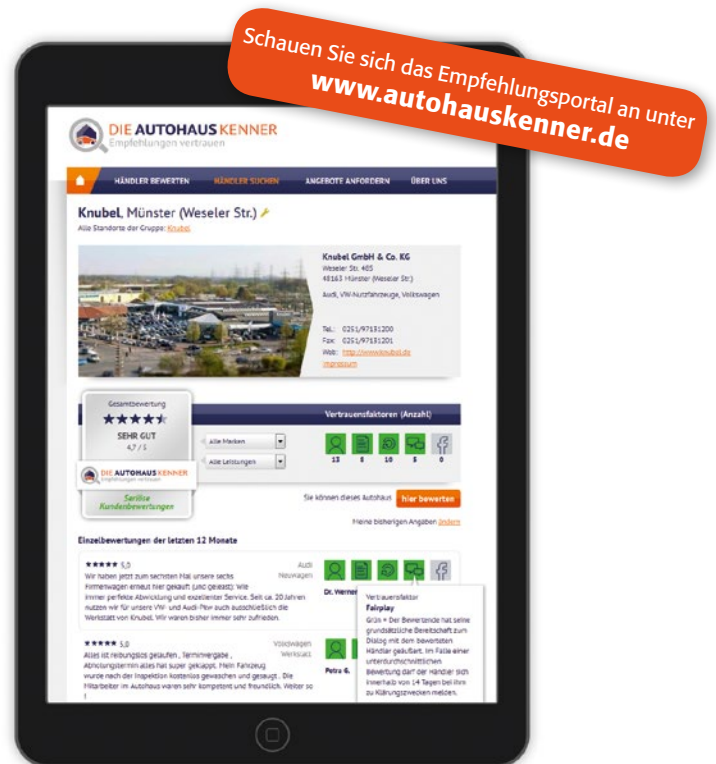 Schauen Sie sich das Empfehlungsportal an unter
www.autohauskenner.de
DIE AUTOHAUSKENNER
Empfehlungen vertrauen
HÄNDLER BEWERTEN HÄNDLER SUCHEN ANGEBOTE ANFORDERN ÜBER UNS
Knubel, Münster (Weseler Str.)
Alle Standorte der Gruppe: Knubel
Knubel GmbH & Co. KG
Weseler Str. 485
48163 Münster (Weseler Str.)
Audi, VW-Nutzfahrzeuge, Volkswagen
Tel.: 0251/97131200
Fax: 0251/97131201
Web: http://www.knubel.de
Impressum
Gesamtbewertung
SEHR GUT
4,7 / 5
DIE AUTOHAUSKENNER
Empfehlungen vertrauen
Seriöse
Kundenbewertungen
Vertrauensfaktoren (Anzahl)
Alle Marken
Alle Leistungen
13 8 10 5 0
Sie können dieses Autohaus hier bewerten
Meine bisherigen Angaben ändern
Einzelbewertungen der letzten 12 Monate
5,0 Audi
Neuwagen
Wir haben jetzt zum sechsten Mal unsere sechs
Firmenwagen erneut hier gekauft (und geleast). Wie
immer perfekte Abwicklung und exzellenter Service. Seit ca. 20 Jahren
nutzen wir für unsere VW- und Audi-Pkw auch ausschließlich die
Werkstatt von Knubel. Wir waren bisher immer sehr zufrieden.
Dr. Werner
5,0 Volkswagen
Werkstatt
Alles ist reibungslos gelaufen , Terminvergabe ,
Abholungstermin alles hat super geklappt. Mein Fahrzeug
wurde nach der Inspektion kostenlos gewaschen und gesaugt . Die
Mitarbeiter im Autohaus waren sehr kompetent und freundlich. Weiter so
!
Petra G.
Vertrauensfaktor
Fairplay
Grün = Der Bewertende hat seine
grundsätzliche Bereitschaft zum
Dialog mit dem bewerteten
Händler geäußert. Im Falle einer
unterdurchschnittlichen
Bewertung darf der Händler sich
innerhalb von 14 Tagen bei ihm
zu Klärungszwecken melden.